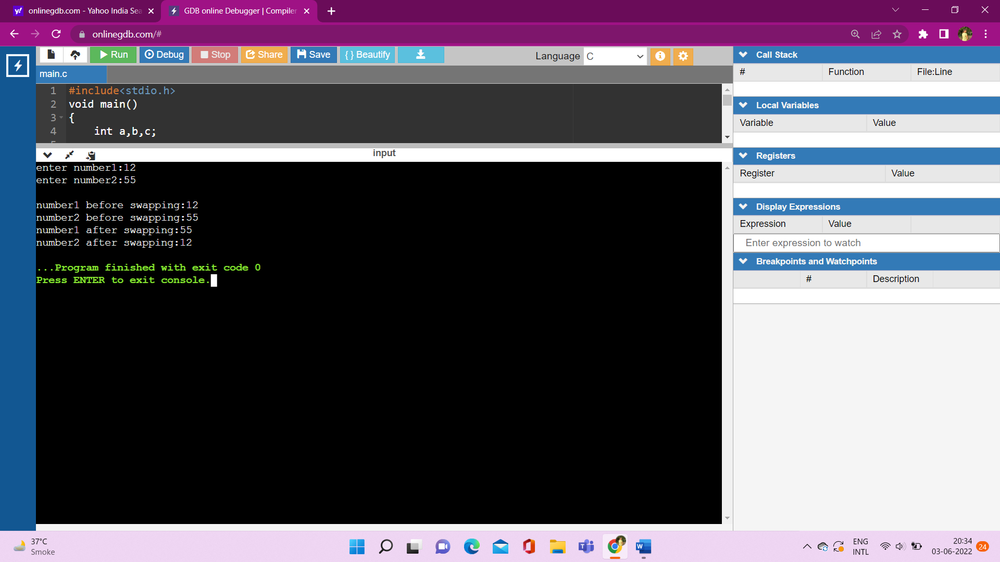 onlinegdb.com - Yahoo India Sea
GDB online Debugger | Compiler
onlinegdb.com/#
Run
Debug
Stop
Share
Save
{ } Beautify
Language C
main.c
1 #include<stdio.h>
2 void main()
3 {
4 int a,b,c;
input
enter number1:12
enter number2:55
number1 before swapping:12
number2 before swapping:55
number1 after swapping:55
number2 after swapping:12
...Program finished with exit code 0
Press ENTER to exit console.
Call Stack
# Function File:Line
Local Variables
Variable Value
Registers
Register Value
Display Expressions
Expression Value
Enter expression to watch
Breakpoints and Watchpoints
# Description
37°C
Smoke
ENG
INTL
20:34
03-06-2022
24